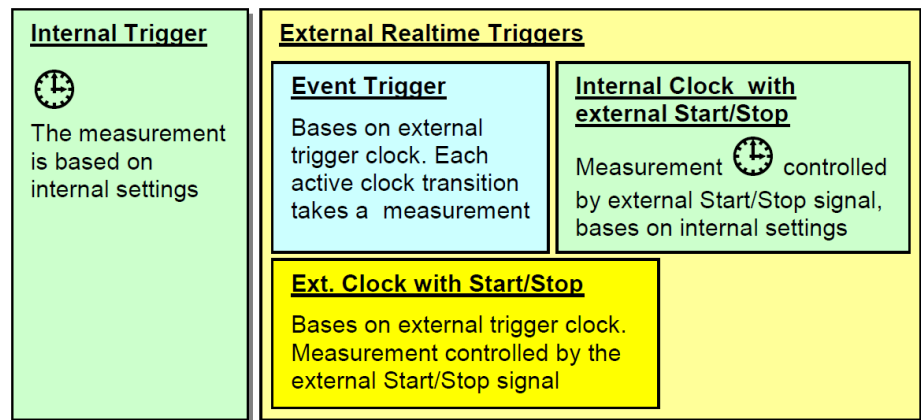 Internal Trigger
The measurement
is based on
internal settings
External Realtime Triggers
Event Trigger
Bases on external
trigger clock. Each
active clock transition
takes a measurement
Internal Clock with
external Start/Stop
Measurement controlled
by external Start/Stop signal,
bases on internal settings
Ext. Clock with Start/Stop
Bases on external trigger clock.
Measurement controlled by the
external Start/Stop signal